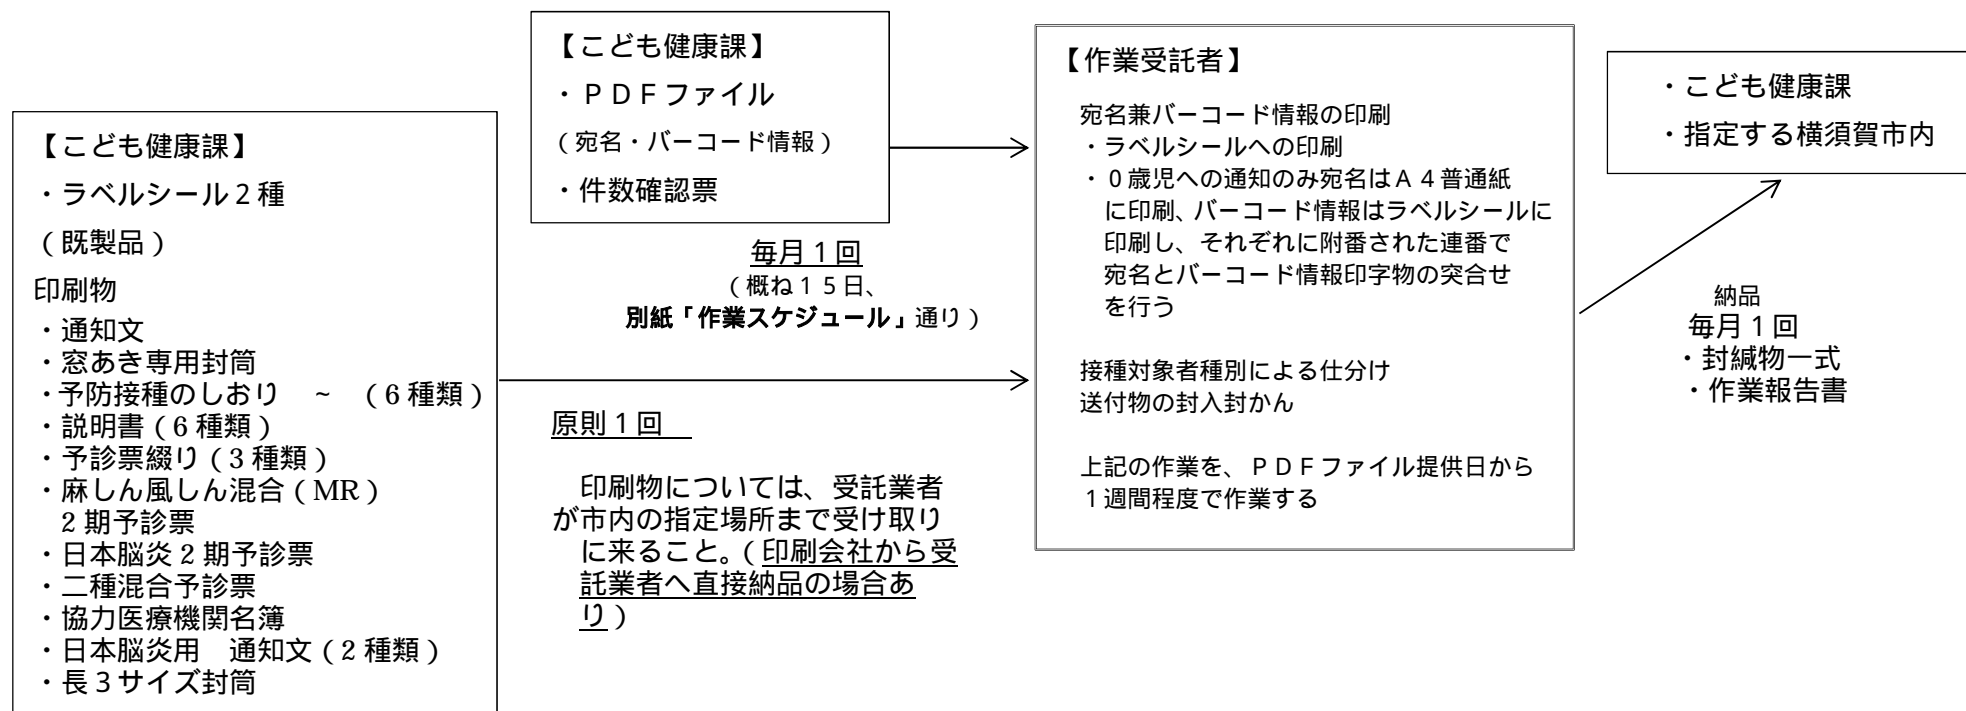 【こども健康課】
・ラベルシール２種
（既製品）
印刷物
・通知文
・窓あき専用封筒
・予防接種のしおり　~　（６種類）
・説明書（６種類）
・予診票綴り（３種類）
・麻しん風しん混合（MR）
２期予診票
・日本脳炎２期予診票
・二種混合予診票
・協力医療機関名簿
・日本脳炎用　通知文（２種類）
・長３サイズ封筒
【こども健康課】
・ＰＤＦファイル
（宛名・バーコード情報）
・件数確認票
毎月１回
（概ね１５日、
別紙「作業スケジュール」通り）
原則１回
印刷物については、受託業者
が市内の指定場所まで受け取り
に来ること。（印刷会社から受
託業者へ直接納品の場合あ
り）
【作業受託者】
宛名兼バーコード情報の印刷
・ラベルシールへの印刷
・０歳児への通知のみ宛名はＡ４普通紙
に印刷、バーコード情報はラベルシールに
印刷し、それぞれに附番された連番で
宛名とバーコード情報印字物の突合せ
を行う
接種対象者種別による仕分け
送付物の封入封かん
上記の作業を、ＰＤＦファイル提供日から
１週間程度で作業する
・こども健康課
・指定する横須賀市内
納品
毎月１回
・封緘物一式
・作業報告書